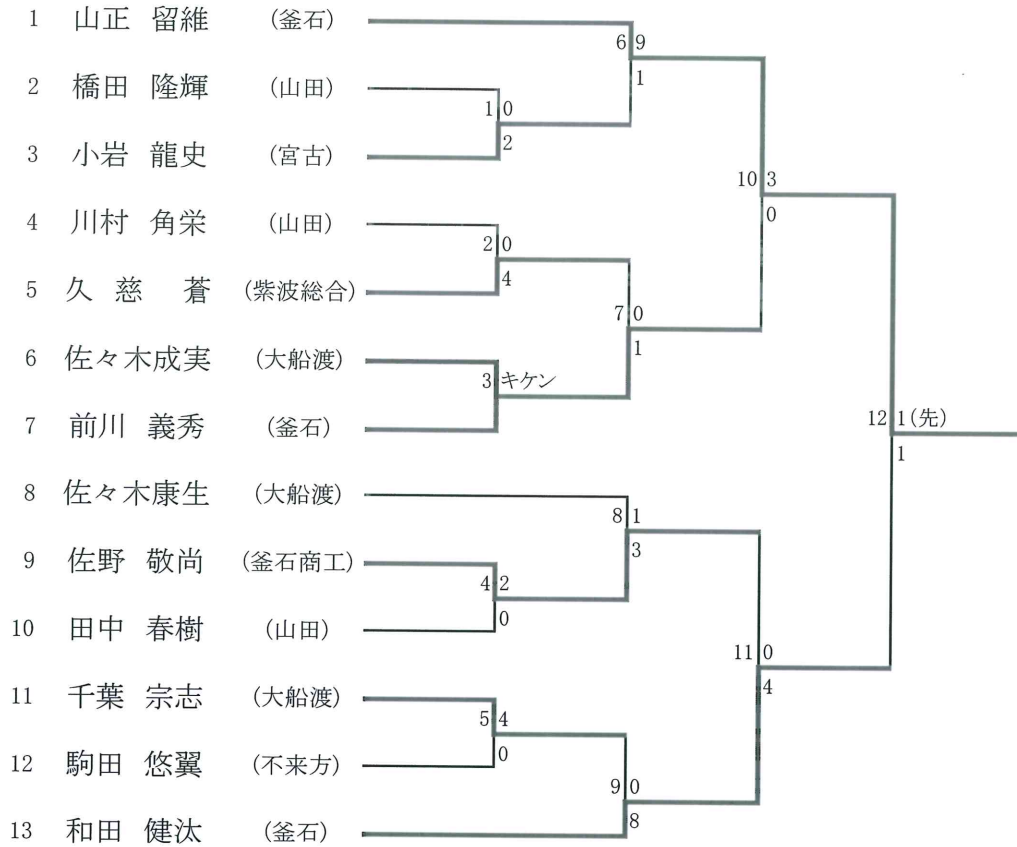 1 山正 留維 (釜石)
6 9
1
2 橋田 隆輝 (山田)
1 0
2
3 小岩 龍史 (宮古)
10 3
0
4 川村 角栄 (山田)
2 0
4
5 久慈 蒼 (紫波総合)
7 0
1
6 佐々木成実 (大船渡)
3 キケン
7 前川 義秀 (釜石)
12 1(先)
1
8 佐々木康生 (大船渡)
8 1
3
9 佐野 敬尚 (釜石商工)
4 2
0
10 田中 春樹 (山田)
11 0
4
11 千葉 宗志 (大船渡)
5 4
0
12 駒田 悠翼 (不来方)
9 0
8
13 和田 健汰 (釜石)